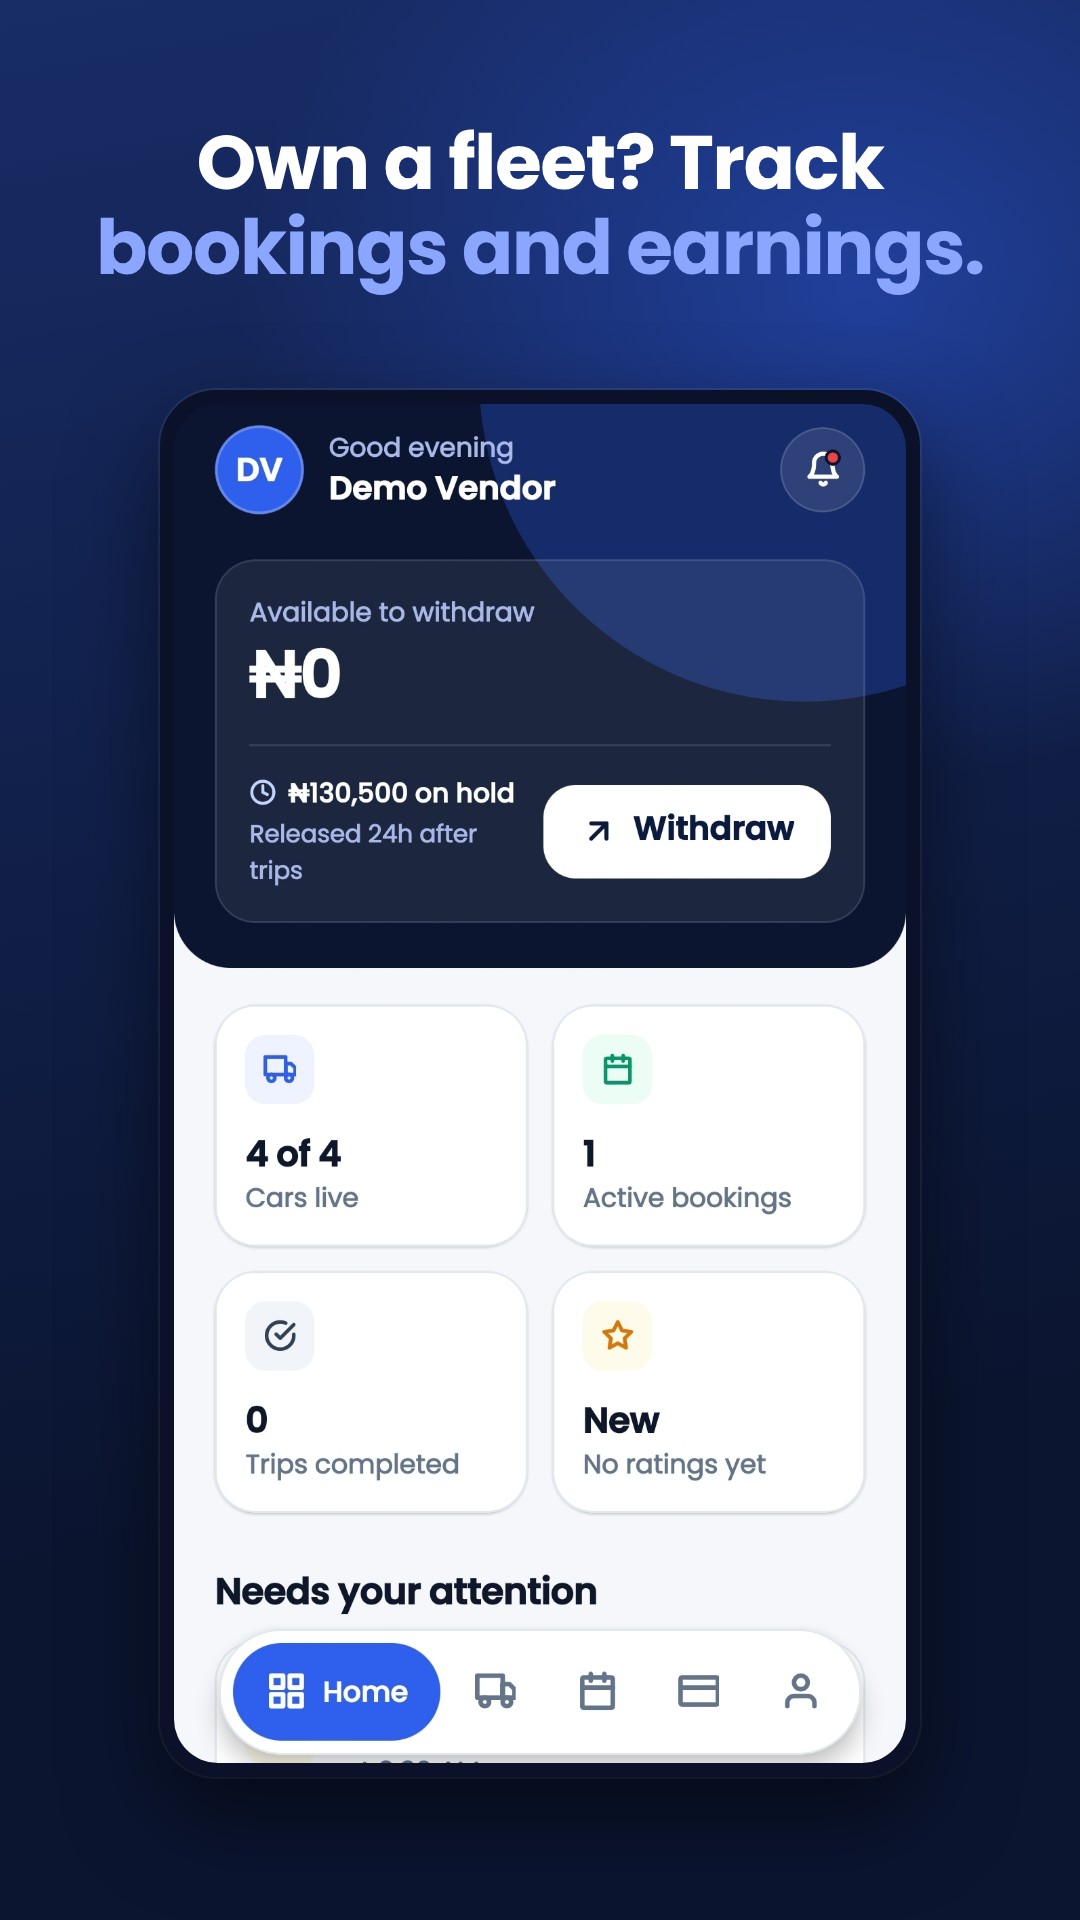 Own a fleet? Track
bookings and earnings.
DV
Good evening
Demo Vendor
Available to withdraw
₦0
₦130,500 on hold
Released 24h after
trips
Withdraw
4 of 4
Cars live
1
Active bookings
0
Trips completed
New
No ratings yet
Needs your attention
Home